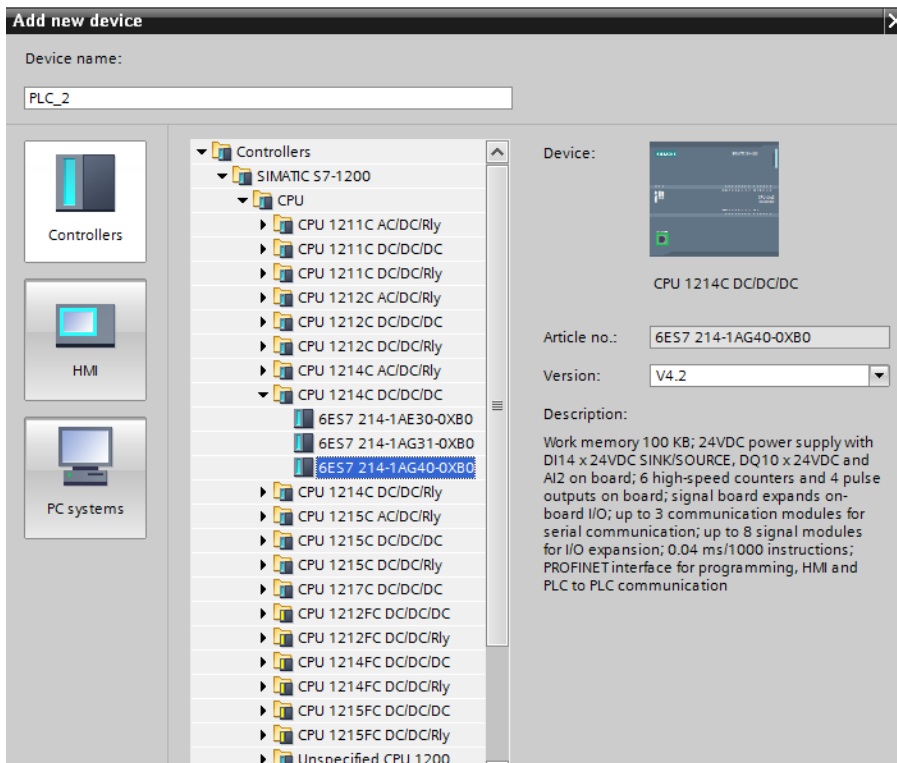 Add new device
Device name:
PLC_2
Controllers
HMI
PC systems
Controllers
SIMATIC S7-1200
CPU
CPU 1211C AC/DC/Rly
CPU 1211C DC/DC/DC
CPU 1211C DC/DC/Rly
CPU 1212C AC/DC/Rly
CPU 1212C DC/DC/DC
CPU 1212C DC/DC/Rly
CPU 1214C AC/DC/Rly
CPU 1214C DC/DC/DC
6ES7 214-1AE30-0XB0
6ES7 214-1AG31-0XB0
6ES7 214-1AG40-0XB0
CPU 1214C DC/DC/Rly
CPU 1215C AC/DC/Rly
CPU 1215C DC/DC/DC
CPU 1215C DC/DC/Rly
CPU 1217C DC/DC/DC
CPU 1212FC DC/DC/DC
CPU 1212FC DC/DC/Rly
CPU 1214FC DC/DC/DC
CPU 1214FC DC/DC/Rly
CPU 1215FC DC/DC/DC
CPU 1215FC DC/DC/Rly
Unspecified CPU 1200
Device:
CPU 1214C DC/DC/DC
Article no.:
6ES7 214-1AG40-0XB0
Version:
V4.2
Description:
Work memory 100 KB; 24VDC power supply with
DI14 x 24VDC SINK/SOURCE, DQ10 x 24VDC and
AI2 on board; 6 high-speed counters and 4 pulse
outputs on board; signal board expands on-
board I/O; up to 3 communication modules for
serial communication; up to 8 signal modules
for I/O expansion; 0.04 ms/1000 instructions;
PROFINET interface for programming, HMI and
PLC to PLC communication